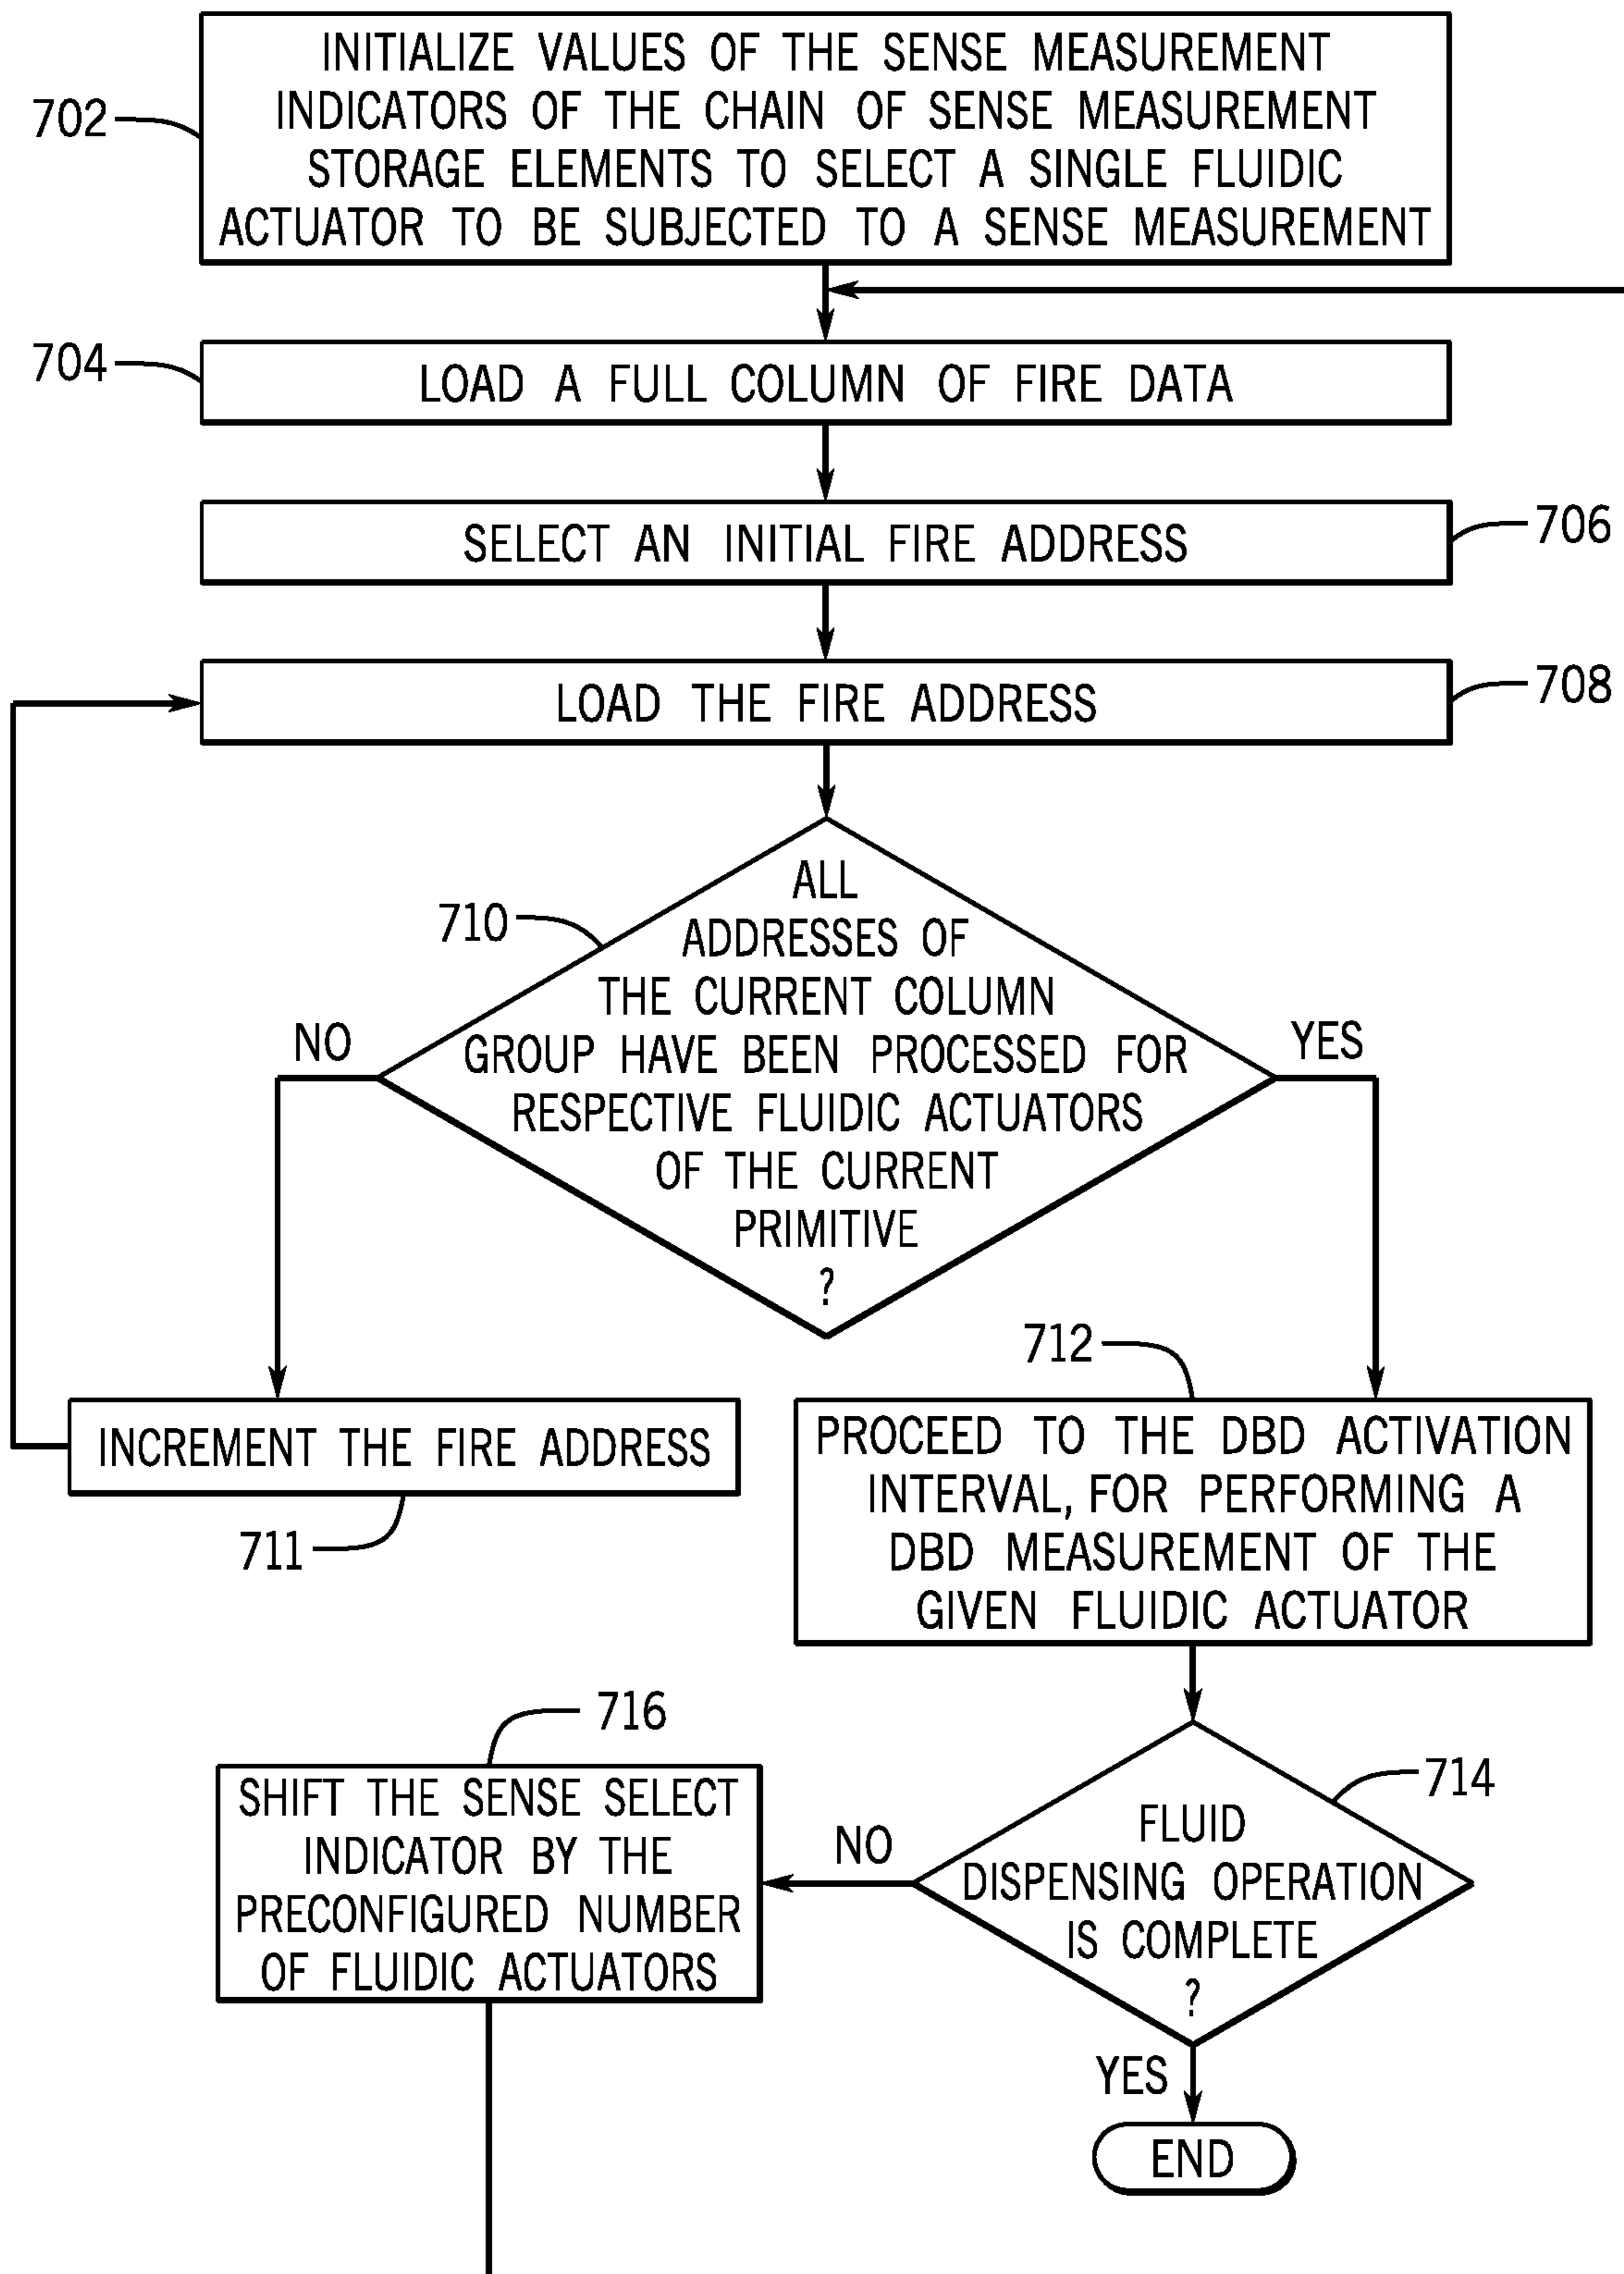 INITIALIZE VALUES OF THE SENSE MEASUREMENT
INDICATORS OF THE CHAIN OF SENSE MEASUREMENT
STORAGE ELEMENTS TO SELECT A SINGLE FLUIDIC
ACTUATOR TO BE SUBJECTED TO A SENSE MEASUREMENT
702
704
LOAD A FULL COLUMN OF FIRE DATA
SELECT AN INITIAL FIRE ADDRESS
706
LOAD THE FIRE ADDRESS
708
710
ALL
ADDRESSES OF
THE CURRENT COLUMN
GROUP HAVE BEEN PROCESSED FOR
RESPECTIVE FLUIDIC ACTUATORS
OF THE CURRENT
PRIMITIVE
?
NO
YES
INCREMENT THE FIRE ADDRESS
711
712
PROCEED TO THE DBD ACTIVATION
INTERVAL, FOR PERFORMING A
DBD MEASUREMENT OF THE
GIVEN FLUIDIC ACTUATOR
714
FLUID
DISPENSING OPERATION
IS COMPLETE
?
NO
716
SHIFT THE SENSE SELECT
INDICATOR BY THE
PRECONFIGURED NUMBER
OF FLUIDIC ACTUATORS
YES
END